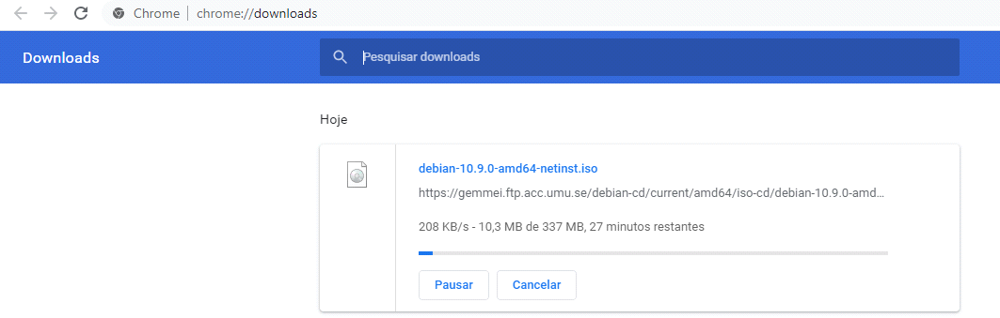 Chrome | chrome://downloads
Downloads
Pesquisar downloads
Hoje
debian-10.9.0-amd64-netinst.iso
https://gemmei.ftp.acc.umu.se/debian-cd/current/amd64/iso-cd/debian-10.9.0-amd…
208 KB/s - 10,3 MB de 337 MB, 27 minutos restantes
Pausar
Cancelar